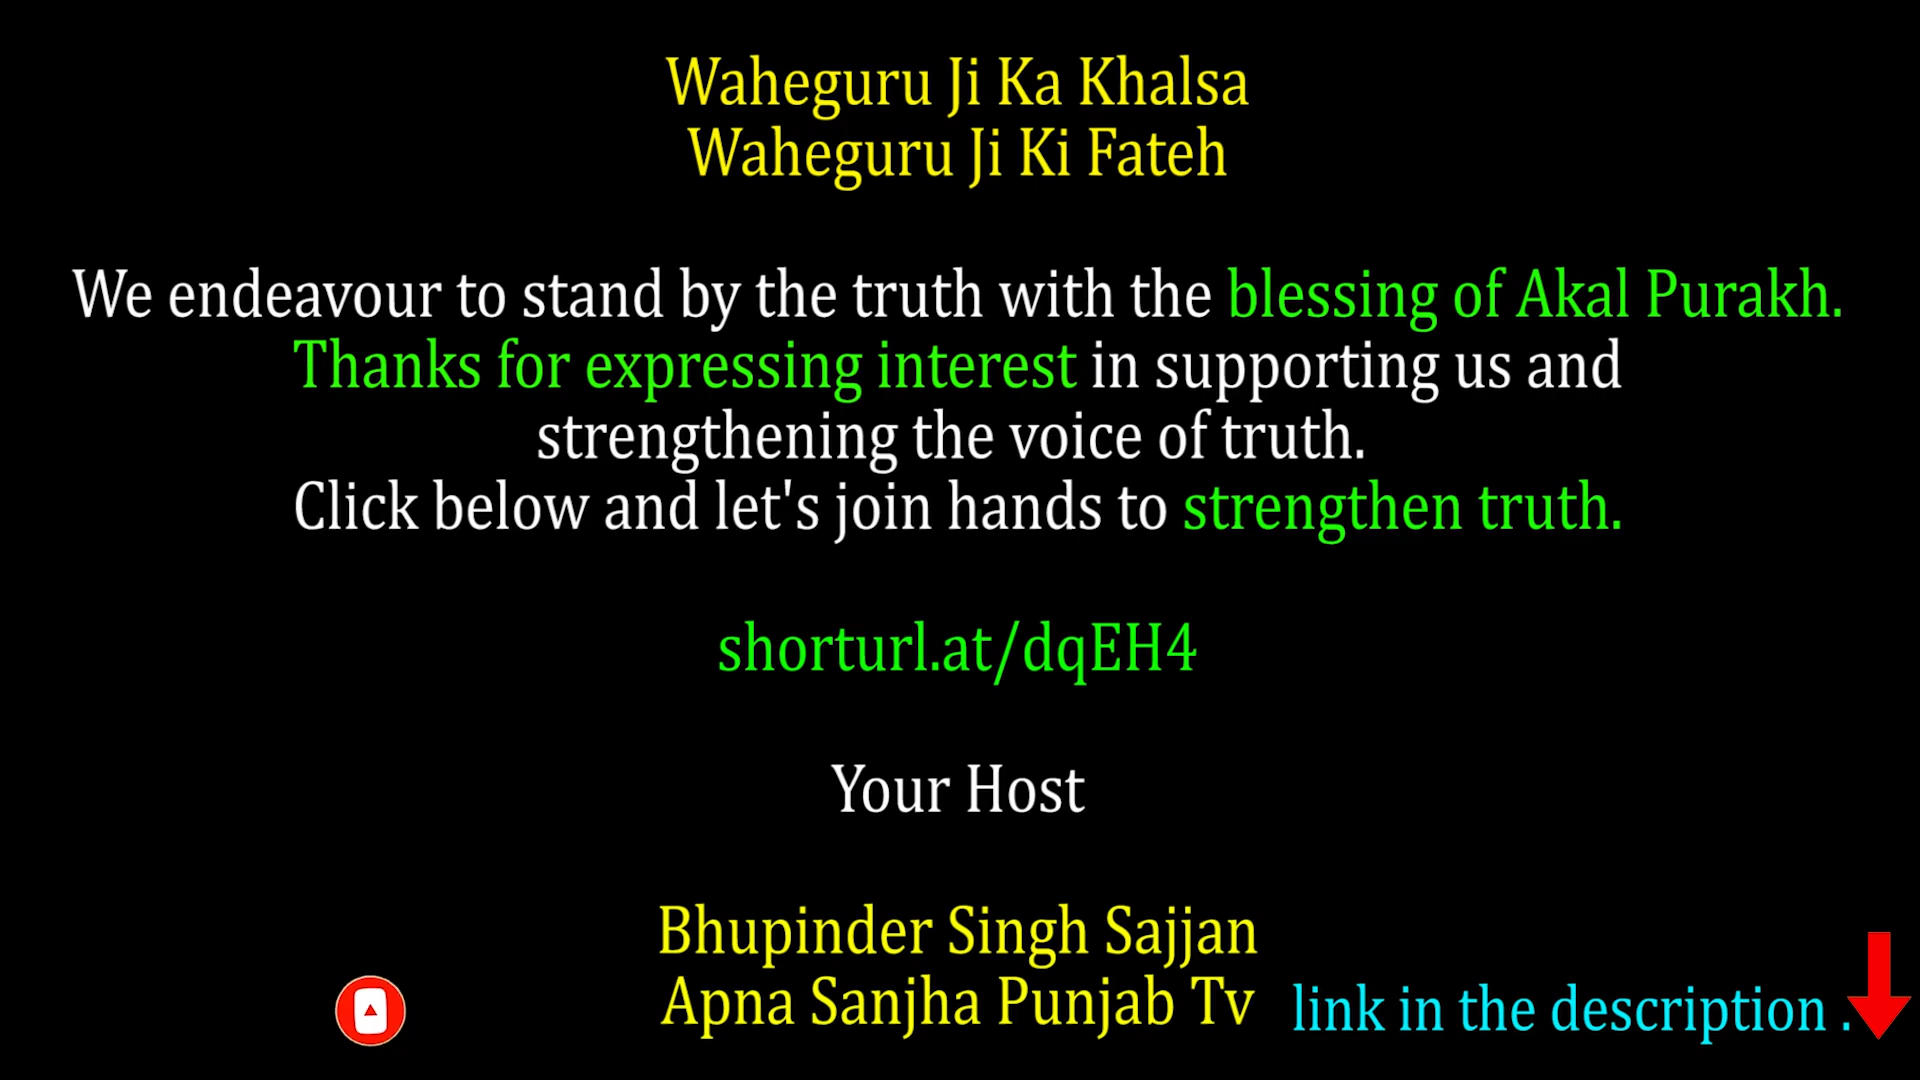 Waheguru Ji Ka Khalsa
Waheguru Ji Ki Fateh
We endeavour to stand by the truth with the blessing of Akal Purakh.
Thanks for expressing interest in supporting us and
strengthening the voice of truth.
Click below and let's join hands to strengthen truth.
shorturl.at/dqEH4
Your Host
Bhupinder Singh Sajjan
Apna Sanjha Punjab Tv
link in the description .